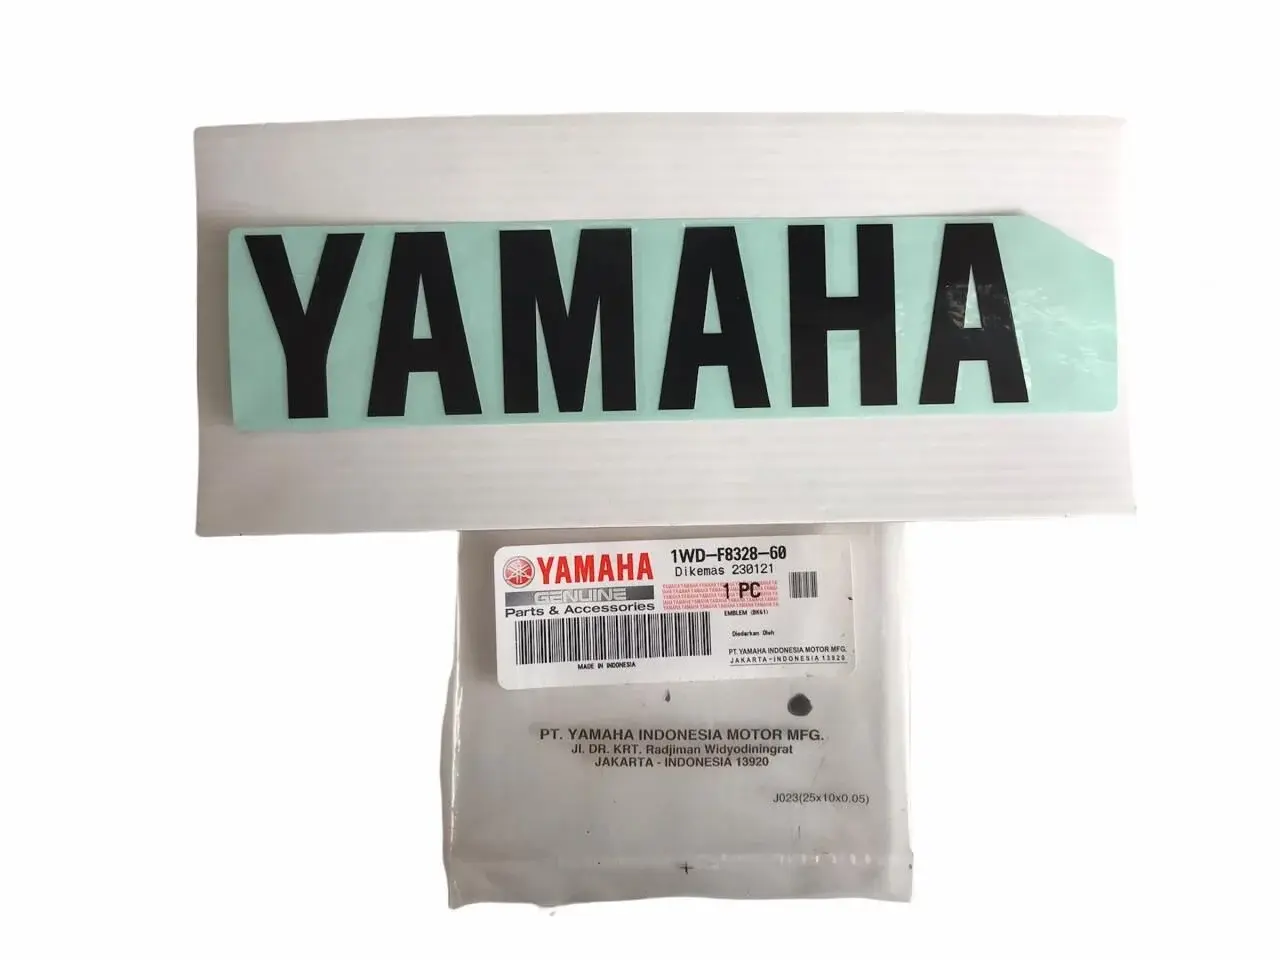 YAMAHA
YAMAHA
GENUINE
Parts & Accessories
MADE IN INDONESIA
1WD-F8328-60
Dikemas 230121
1 PC
EMBLEM (BK61)
Diedarkan Oleh
PT. YAMAHA INDONESIA MOTOR MFG.
JAKARTA-INDONESIA 13920
PT. YAMAHA INDONESIA MOTOR MFG.
Jl. DR. KRT. Radjiman Widyodiningrat
JAKARTA - INDONESIA 13920
J023(25x10x0.05)